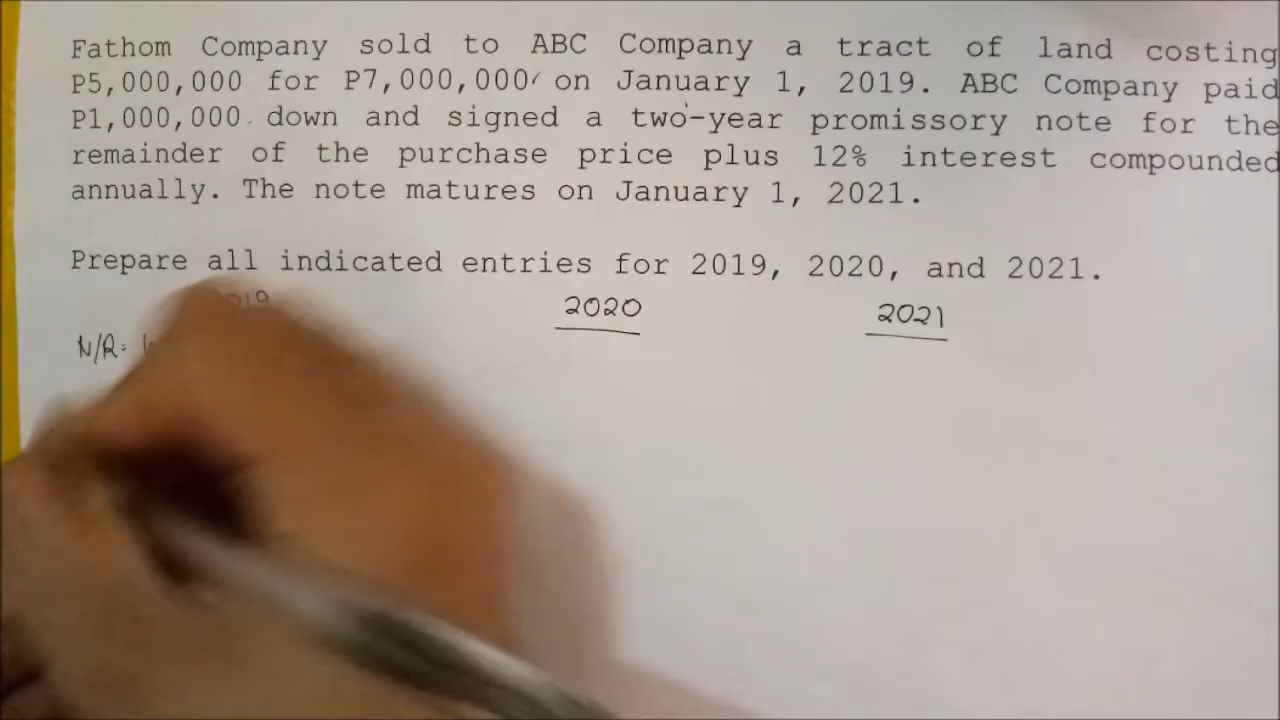 Fathom Company sold to ABC Company a tract of land costing
P5,000,000 for P7,000,000 on January 1, 2019. ABC Company paid
P1,000,000 down and signed a two-year promissory note for the
remainder of the purchase price plus 12% interest compounded
annually. The note matures on January 1, 2021.
Prepare all indicated entries for 2019, 2020, and 2021.
2020 2021
N/R: